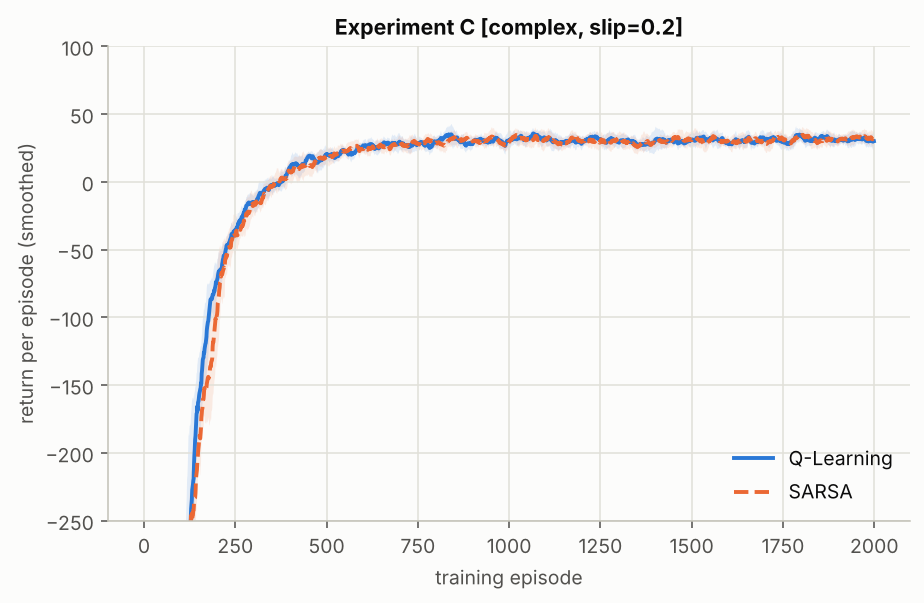 Experiment C [complex, slip=0.2]
return per episode (smoothed)
100
50
0
−50
−100
−150
−200
−250
Q-Learning
SARSA
0 250 500 750 1000 1250 1500 1750 2000
training episode